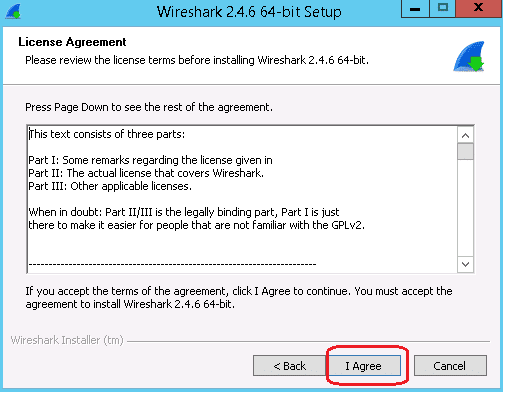 Wireshark 2.4.6 64-bit Setup
License Agreement
Please review the license terms before installing Wireshark 2.4.6 64-bit.
Press Page Down to see the rest of the agreement.
This text consists of three parts:
Part I: Some remarks regarding the license given in
Part II: The actual license that covers Wireshark.
Part III: Other applicable licenses.
When in doubt: Part II/III is the legally binding part, Part I is just
there to make it easier for people that are not familiar with the GPLv2.
------------------------------------------------------------------------
If you accept the terms of the agreement, click I Agree to continue. You must accept the
agreement to install Wireshark 2.4.6 64-bit.
Wireshark Installer (tm)
< Back
I Agree
Cancel